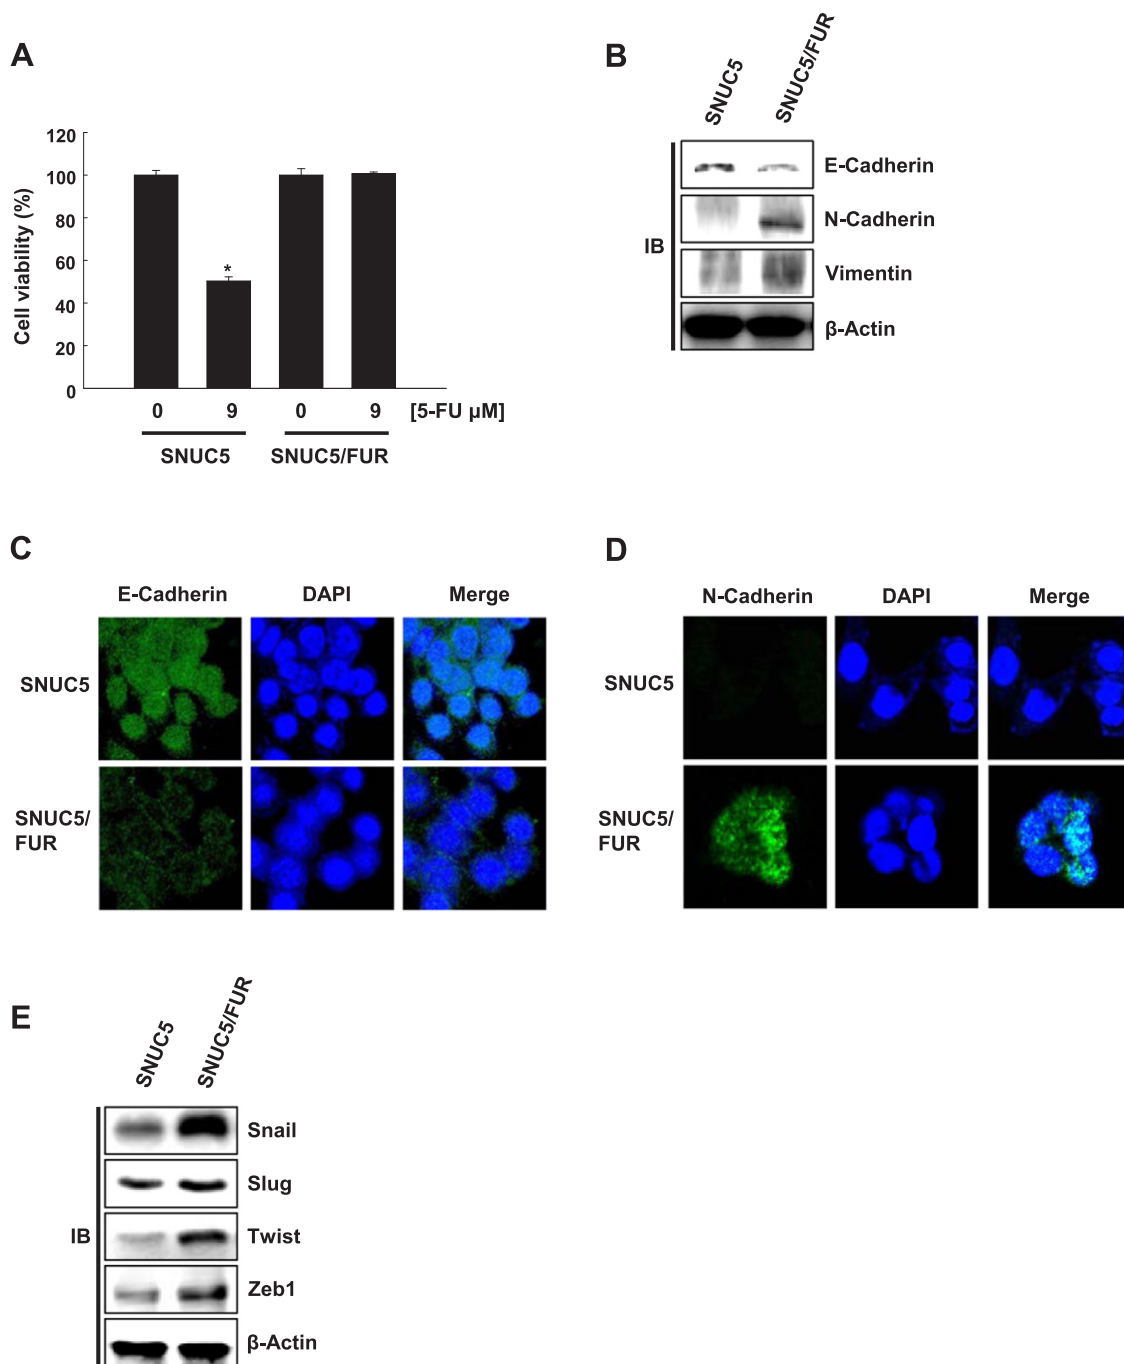 A
120
100
80
60
40
20
0
Cell viability (%)
*
0 9 0 9 [5-FU µM]
SNUC5 SNUC5/FUR
B
SNUC5 SNUC5/FUR
IB
E-Cadherin
N-Cadherin
Vimentin
β-Actin
C
E-Cadherin DAPI Merge
SNUC5
SNUC5/
FUR
D
N-Cadherin DAPI Merge
SNUC5
SNUC5/
FUR
E
SNUC5 SNUC5/FUR
IB
Snail
Slug
Twist
Zeb1
β-Actin